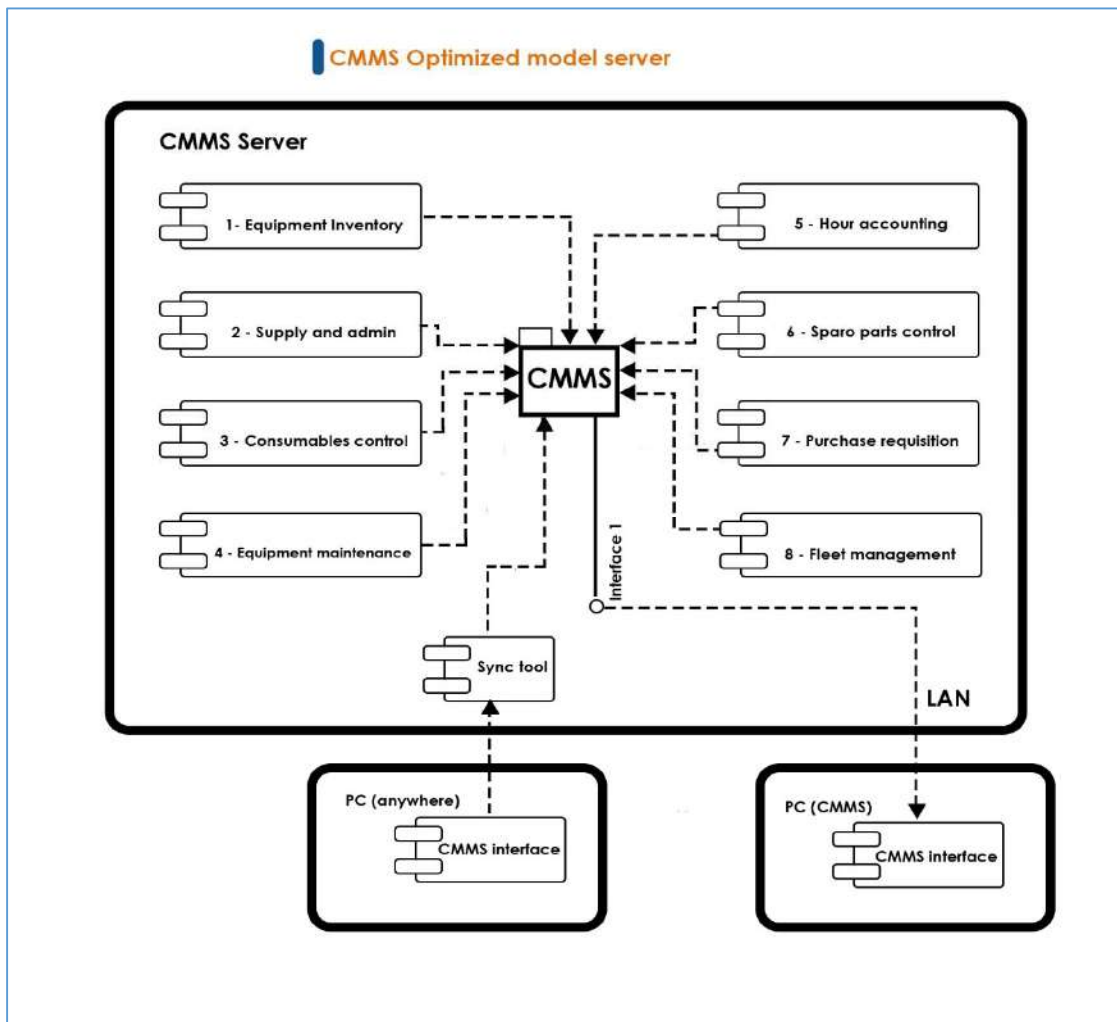 CMMS Optimized model server
CMMS Server
1- Equipment Inventory
2 - Supply and admin
3 - Consumables control
4 - Equipment maintenance
5 - Hour accounting
6 - Sparo parts control
7 - Purchase requisition
8 - Fleet management
CMMS
Interface 1
Sync tool
LAN
PC (anywhere)
CMMS interface
PC (CMMS)
CMMS interface